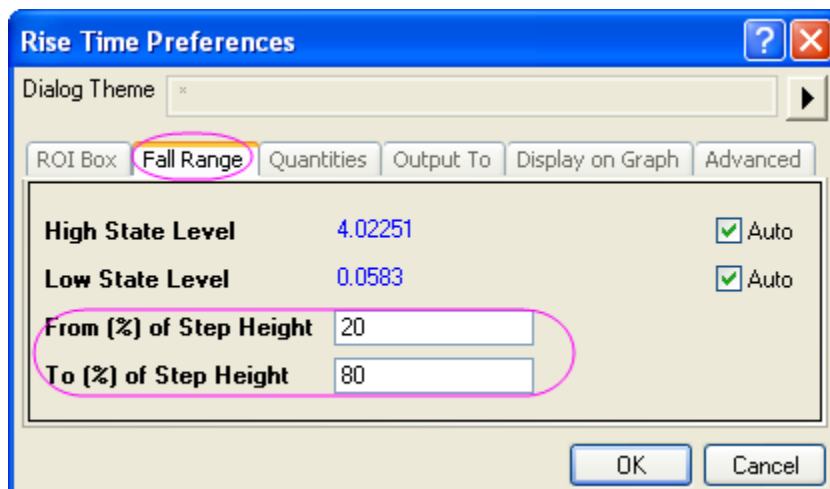 Rise Time Preferences
Dialog Theme *
ROI Box Fall Range Quantities Output To Display on Graph Advanced
High State Level 4.02251 Auto
Low State Level 0.0583 Auto
From (%) of Step Height 20
To (%) of Step Height 80
OK Cancel